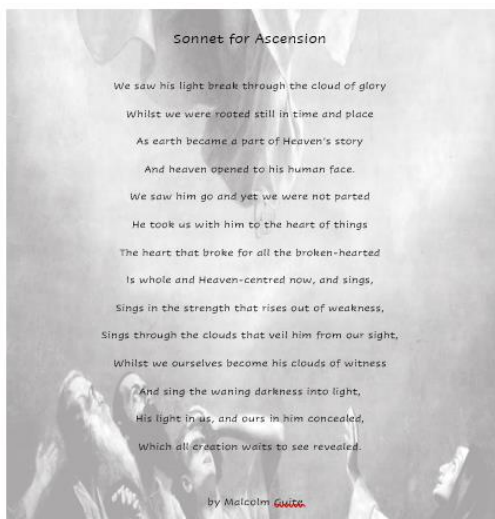 Sonnet for Ascension
We saw his light break through the cloud of glory
Whilst we were rooted still in time and place
As earth became a part of Heaven's story
And heaven opened to his human face.
We saw him go and yet we were not parted
He took us with him to the heart of things
The heart that broke for all the broken-hearted
Is whole and Heaven-centred now, and sings,
Sings in the strength that rises out of weakness,
Sings through the clouds that veil him from our sight,
Whilst we ourselves become his clouds of witness
And sing the waning darkness into light,
His light in us, and ours in him concealed,
Which all creation waits to see revealed.
by Malcolm Guite